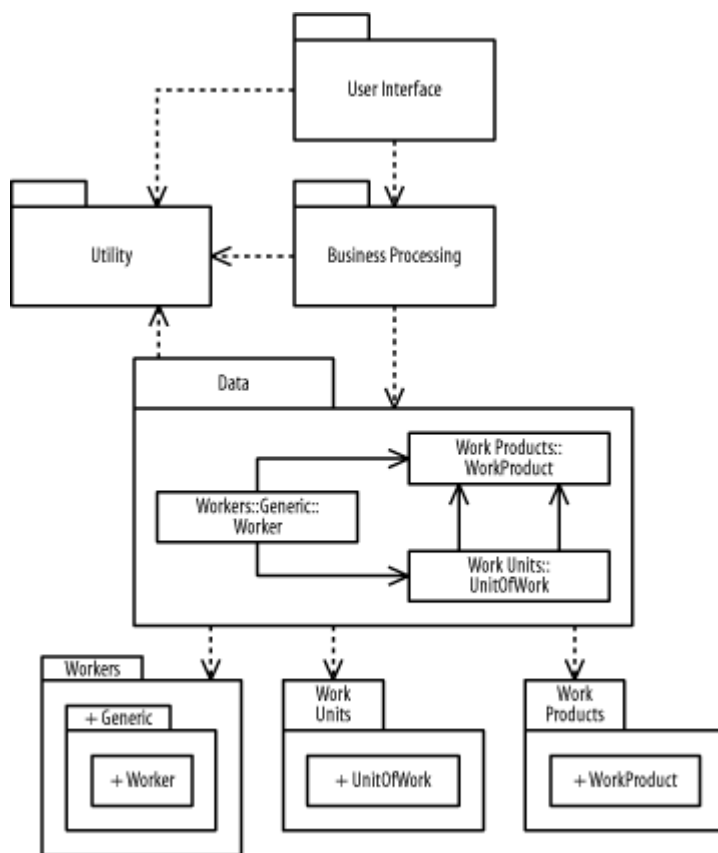 User Interface
Utility
Business Processing
Data
Work Products::
WorkProduct
Workers::Generic::
Worker
Work Units::
UnitOfWork
Workers
+ Generic
+ Worker
Work
Units
+ UnitOfWork
Work
Products
+ WorkProduct